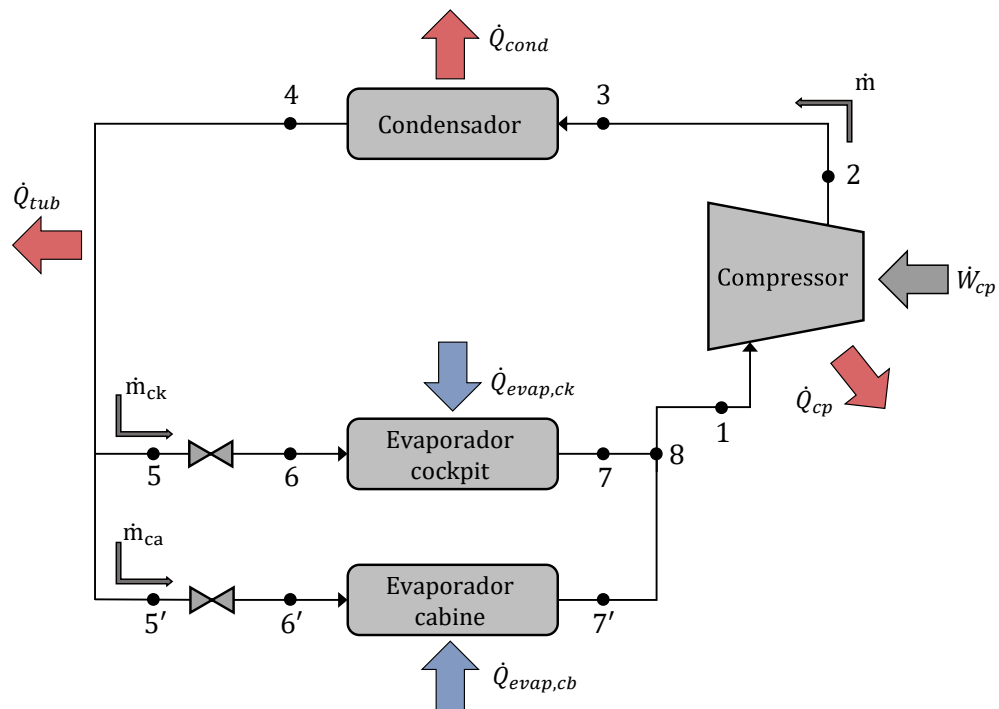 Q̇cond
4
Condensador
3
ṁ
2
Q̇tub
Compressor
Ẇcp
ṁck
Q̇evap,ck
Q̇cp
1
Evaporador
cockpit
5
6
7
8
ṁca
Evaporador
cabine
5′
6′
7′
Q̇evap,cb